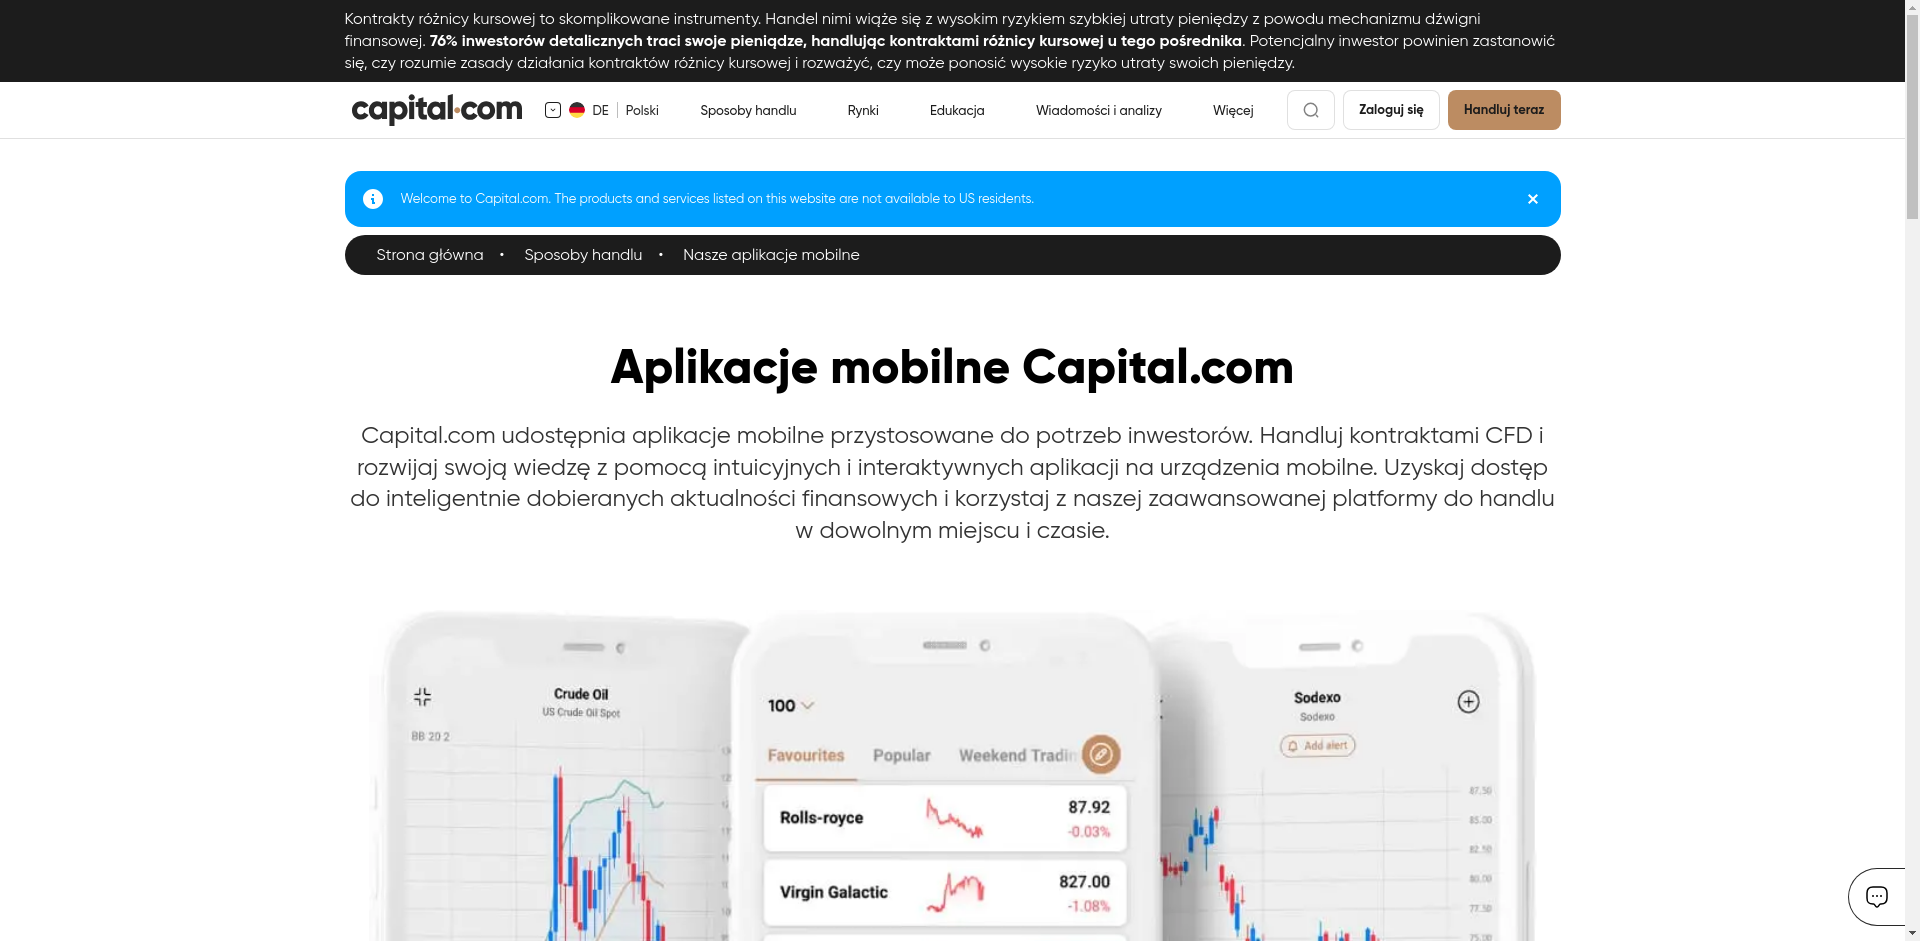 Kontrakty różnicy kursowej to skomplikowane instrumenty. Handel nimi wiąże się z wysokim ryzykiem szybkiej utraty pieniędzy z powodu mechanizmu dźwigni
finansowej. 76% inwestorów detalicznych traci swoje pieniądze, handlując kontraktami różnicy kursowej u tego pośrednika. Potencjalny inwestor powinien zastanowić
się, czy rozumie zasady działania kontraktów różnicy kursowej i rozważyć, czy może ponosić wysokie ryzyko utraty swoich pieniędzy.
capital.com DE Polski Sposoby handlu Rynki Edukacja Wiadomości i analizy Więcej Zaloguj się Handluj teraz
Welcome to Capital.com. The products and services listed on this website are not available to US residents.
Strona główna • Sposoby handlu • Nasze aplikacje mobilne
Aplikacje mobilne Capital.com
Capital.com udostępnia aplikacje mobilne przystosowane do potrzeb inwestorów. Handluj kontraktami CFD i
rozwijaj swoją wiedzę z pomocą intuicyjnych i interaktywnych aplikacji na urządzenia mobilne. Uzyskaj dostęp
do inteligentnie dobieranych aktualności finansowych i korzystaj z naszej zaawansowanej platformy do handlu
w dowolnym miejscu i czasie.
Crude Oil
US Crude Oil Spot
BB 20 2
100
Favourites Popular Weekend Tradin
Rolls-royce 87.92
-0.03%
Virgin Galactic 827.00
-1.08%
Sodexo
Sodexo
Add alert
87.50
85.00
82.50
80.00
77.50
75.00